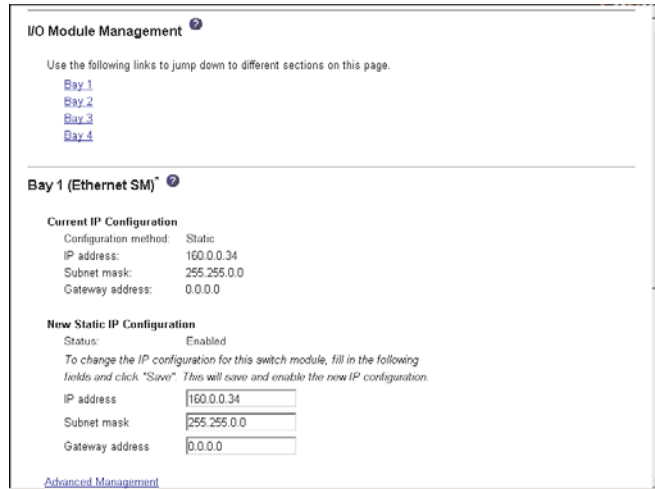 I/O Module Management ?
Use the following links to jump down to different sections on this page.
Bay 1
Bay 2
Bay 3
Bay 4
Bay 1 (Ethernet SM)* ?
Current IP Configuration
Configuration method: Static
IP address: 160.0.0.34
Subnet mask: 255.255.0.0
Gateway address: 0.0.0.0
New Static IP Configuration
Status: Enabled
To change the IP configuration for this switch module, fill in the following
fields and click "Save". This will save and enable the new IP configuration.
IP address 160.0.0.34
Subnet mask 255.255.0.0
Gateway address 0.0.0.0
Advanced Management